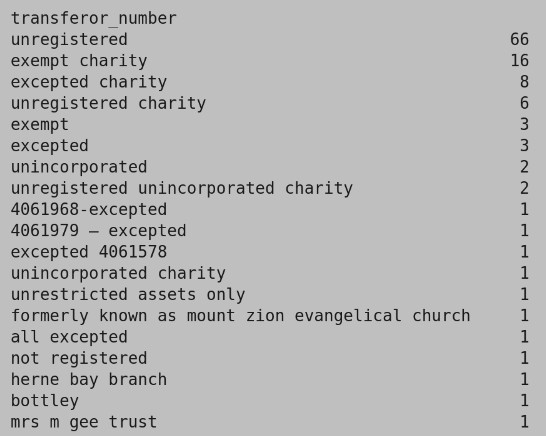 transferor_number
unregistered 66
exempt charity 16
excepted charity 8
unregistered charity 6
exempt 3
excepted 3
unincorporated 2
unregistered unincorporated charity 2
4061968-excepted 1
4061979 – excepted 1
excepted 4061578 1
unincorporated charity 1
unrestricted assets only 1
formerly known as mount zion evangelical church 1
all excepted 1
not registered 1
herne bay branch 1
bottley 1
mrs m gee trust 1